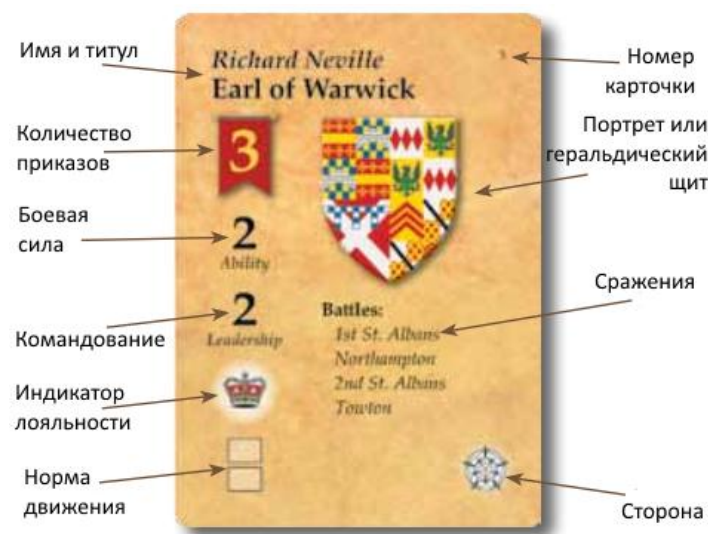 Имя и титул
Количество
приказов
Боевая
сила
Командование
Индикатор
лояльности
Норма
движения
Richard Neville
Earl of Warwick
3
2
Ability
2
Leadership
Battles:
1st St. Albans
Northampton
2nd St. Albans
Towton
Номер
карточки
Портрет или
геральдический
щит
Сражения
Сторона